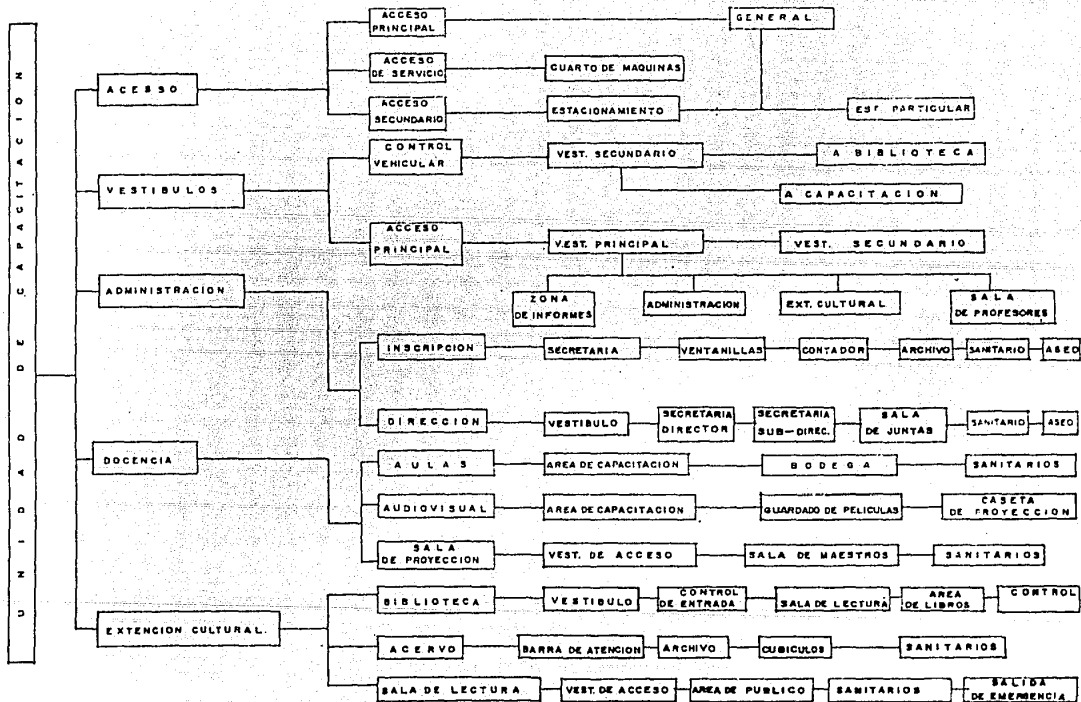 UNIDAD DE CAPACITACION
ACESSO
ACCESO
PRINCIPAL
GENERAL.
ACCESO
DE SERVICIO
CUARTO DE MAQUINAS
ACCESO
SECUNDARIO
ESTACIONAMIENTO
EST. PARTICULAR
VESTIBULOS
CONTROL
VEHICULAR
VEST. SECUNDARIO
A BIBLIOTECA
A CAPACITACION
ACCESO
PRINCIPAL
VEST. PRINCIPAL
VEST. SECUNDARIO
ZONA
DE INFORMES
ADMINISTRACION
EXT. CULTURAL
SALA
DE PROFESORES
ADMINISTRACION
INSCRIPCION
SECRETARIA
VENTANILLAS
CONTADOR
ARCHIVO
SANITARIO
ASEO
DIRECCION
VESTIBULO
SECRETARIA
DIRECTOR
SECRETARIA
SUB-DIREC.
SALA
DE JUNTAS
SANITARIO
ASEO
DOCENCIA
AULAS
AREA DE CAPACITACION
BODEGA
SANITARIOS
AUDIOVISUAL
AREA DE CAPACITACION
GUARDADO DE PELICULAS
CASETA
DE PROYECCION
SALA
DE PROYECCION
VEST. DE ACCESO
SALA DE MAESTROS
SANITARIOS
EXTENCION CULTURAL.
BIBLIOTECA
VESTIBULO
CONTROL
DE ENTRADA
SALA DE LECTURA
AREA
DE LIBROS
CONTROL
ACERVO
BARRA DE ATENCION
ARCHIVO
CUBICULOS
SANITARIOS
SALA DE LECTURA
VEST. DE ACCESO
AREA DE PUBLICO
SANITARIOS
SALIDA
DE EMERGENCIA